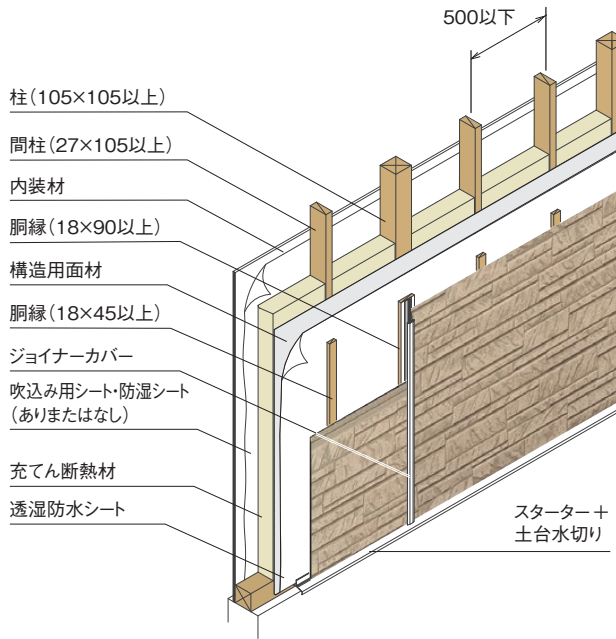 500以下
柱(105×105以上)
間柱(27×105以上)
内装材
胴縁(18×90以上)
構造用面材
胴縁(18×45以上)
ジョイナーカバー
吹込み用シート・防湿シート
(ありまたはなし)
充てん断熱材
透湿防水シート
スターター+
土台水切り